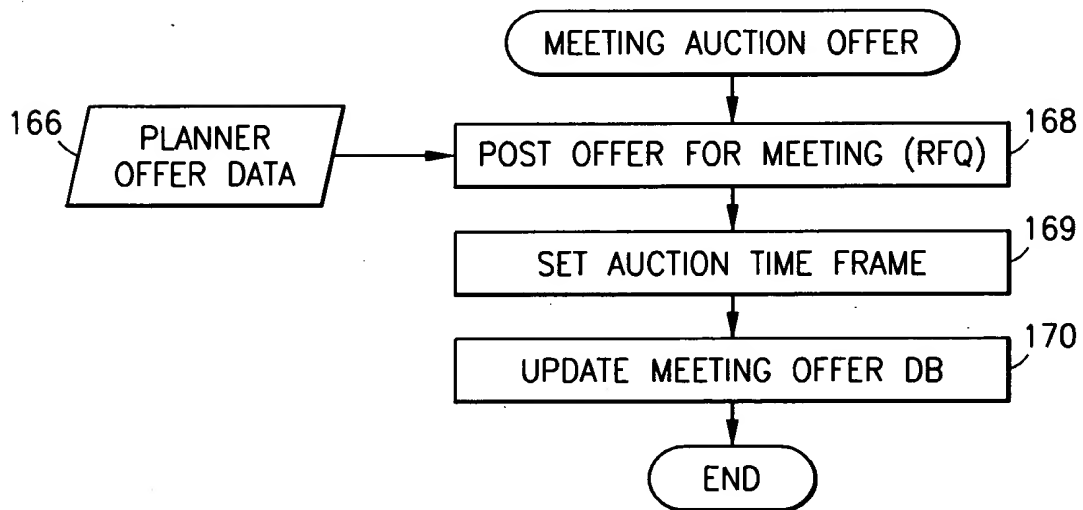 MEETING AUCTION OFFER
166
PLANNER
OFFER DATA
168
POST OFFER FOR MEETING (RFQ)
169
SET AUCTION TIME FRAME
170
UPDATE MEETING OFFER DB
END